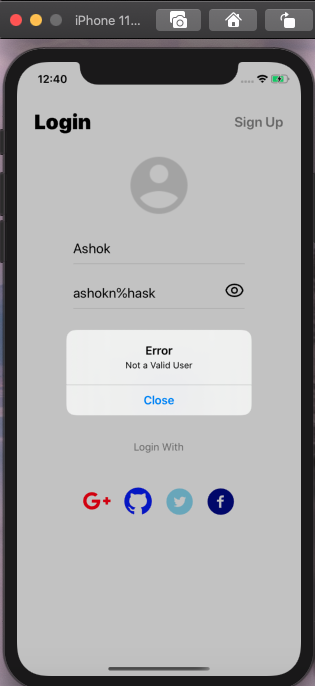 iPhone 11...
12:40
Login
Sign Up
Ashok
ashokn%hask
Error
Not a Valid User
Close
Login With
G+
f